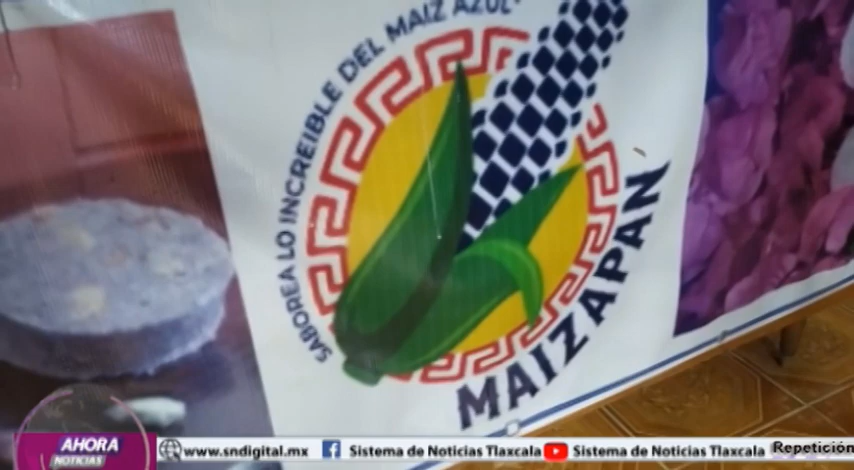 SABOREA LO INCREIBLE DEL MAIZ AZUL
MAIZAPAN
AHORA
NOTICIAS
www.sndigital.mx
Sistema de Noticias Tlaxcala
Sistema de Noticias Tlaxcala
Repetición